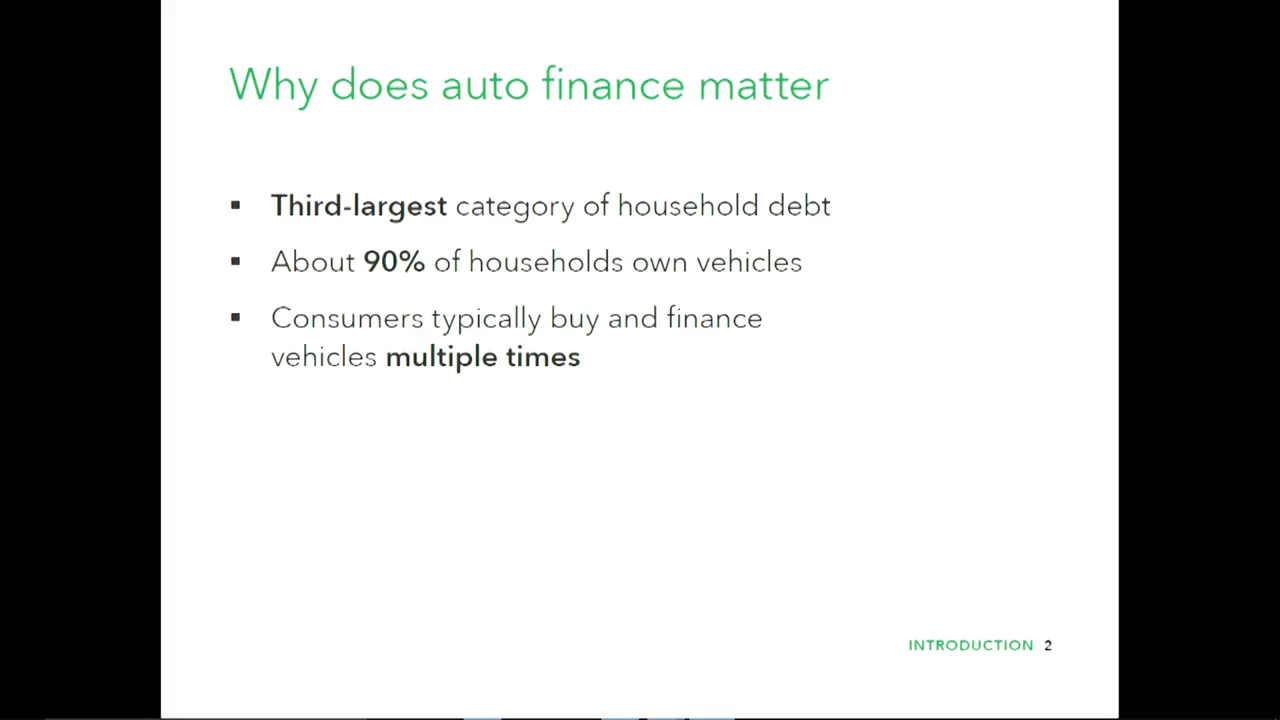 Why does auto finance matter
▪ Third-largest category of household debt
▪ About 90% of households own vehicles
▪ Consumers typically buy and finance
vehicles multiple times
INTRODUCTION 2